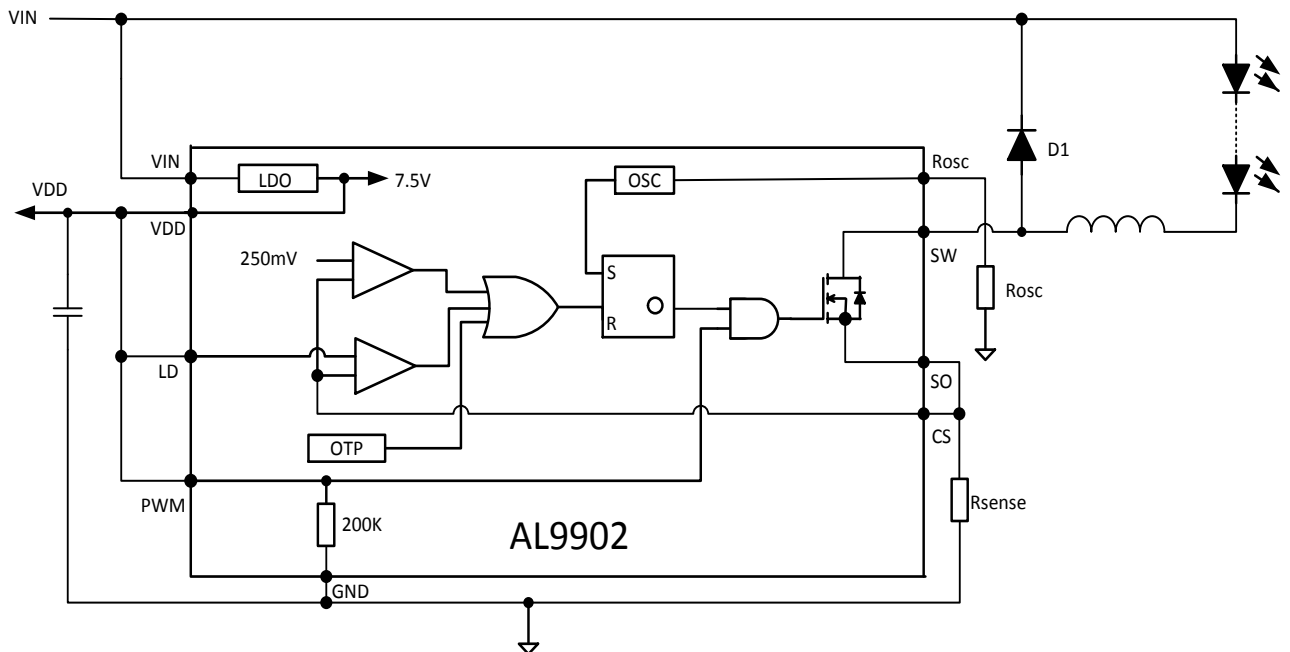 VIN
D1
VIN
LDO
7.5V
OSC
Rosc
VDD
VDD
250mV
S
R
SW
Rosc
LD
SO
CS
OTP
PWM
200K
Rsense
AL9902
GND